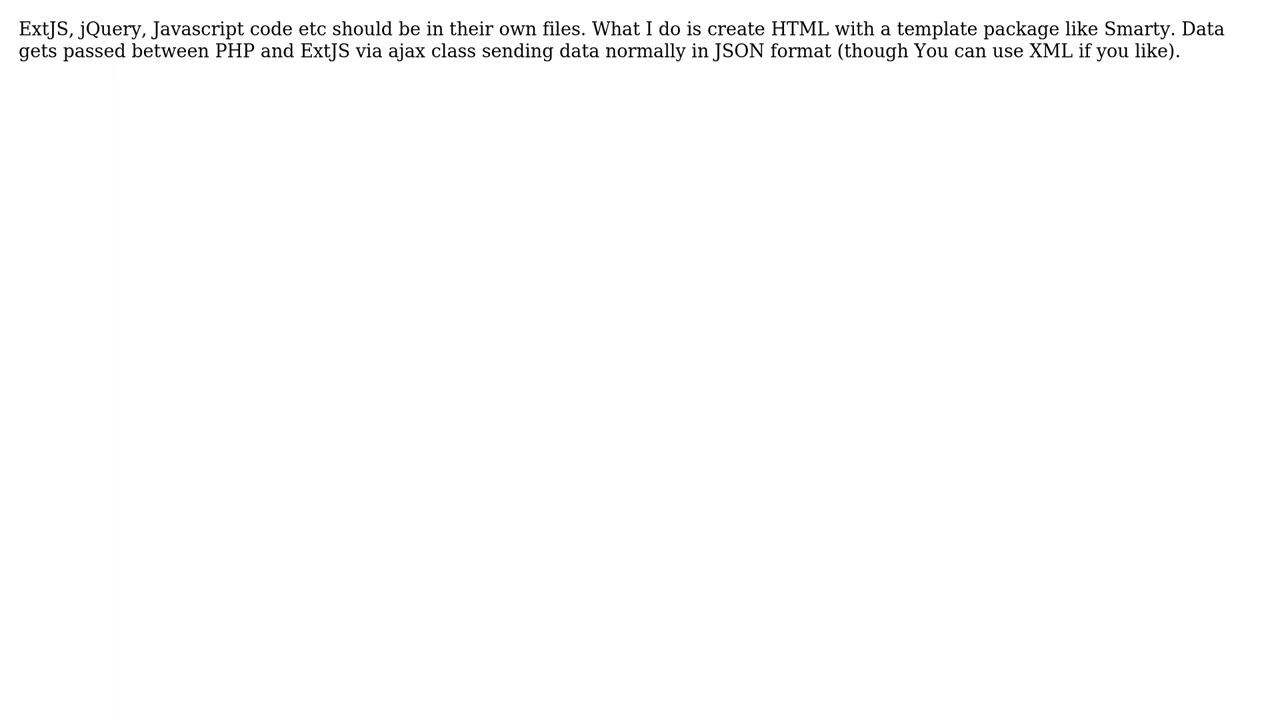 ExtJS, jQuery, Javascript code etc should be in their own files. What I do is create HTML with a template package like Smarty. Data
gets passed between PHP and ExtJS via ajax class sending data normally in JSON format (though You can use XML if you like).